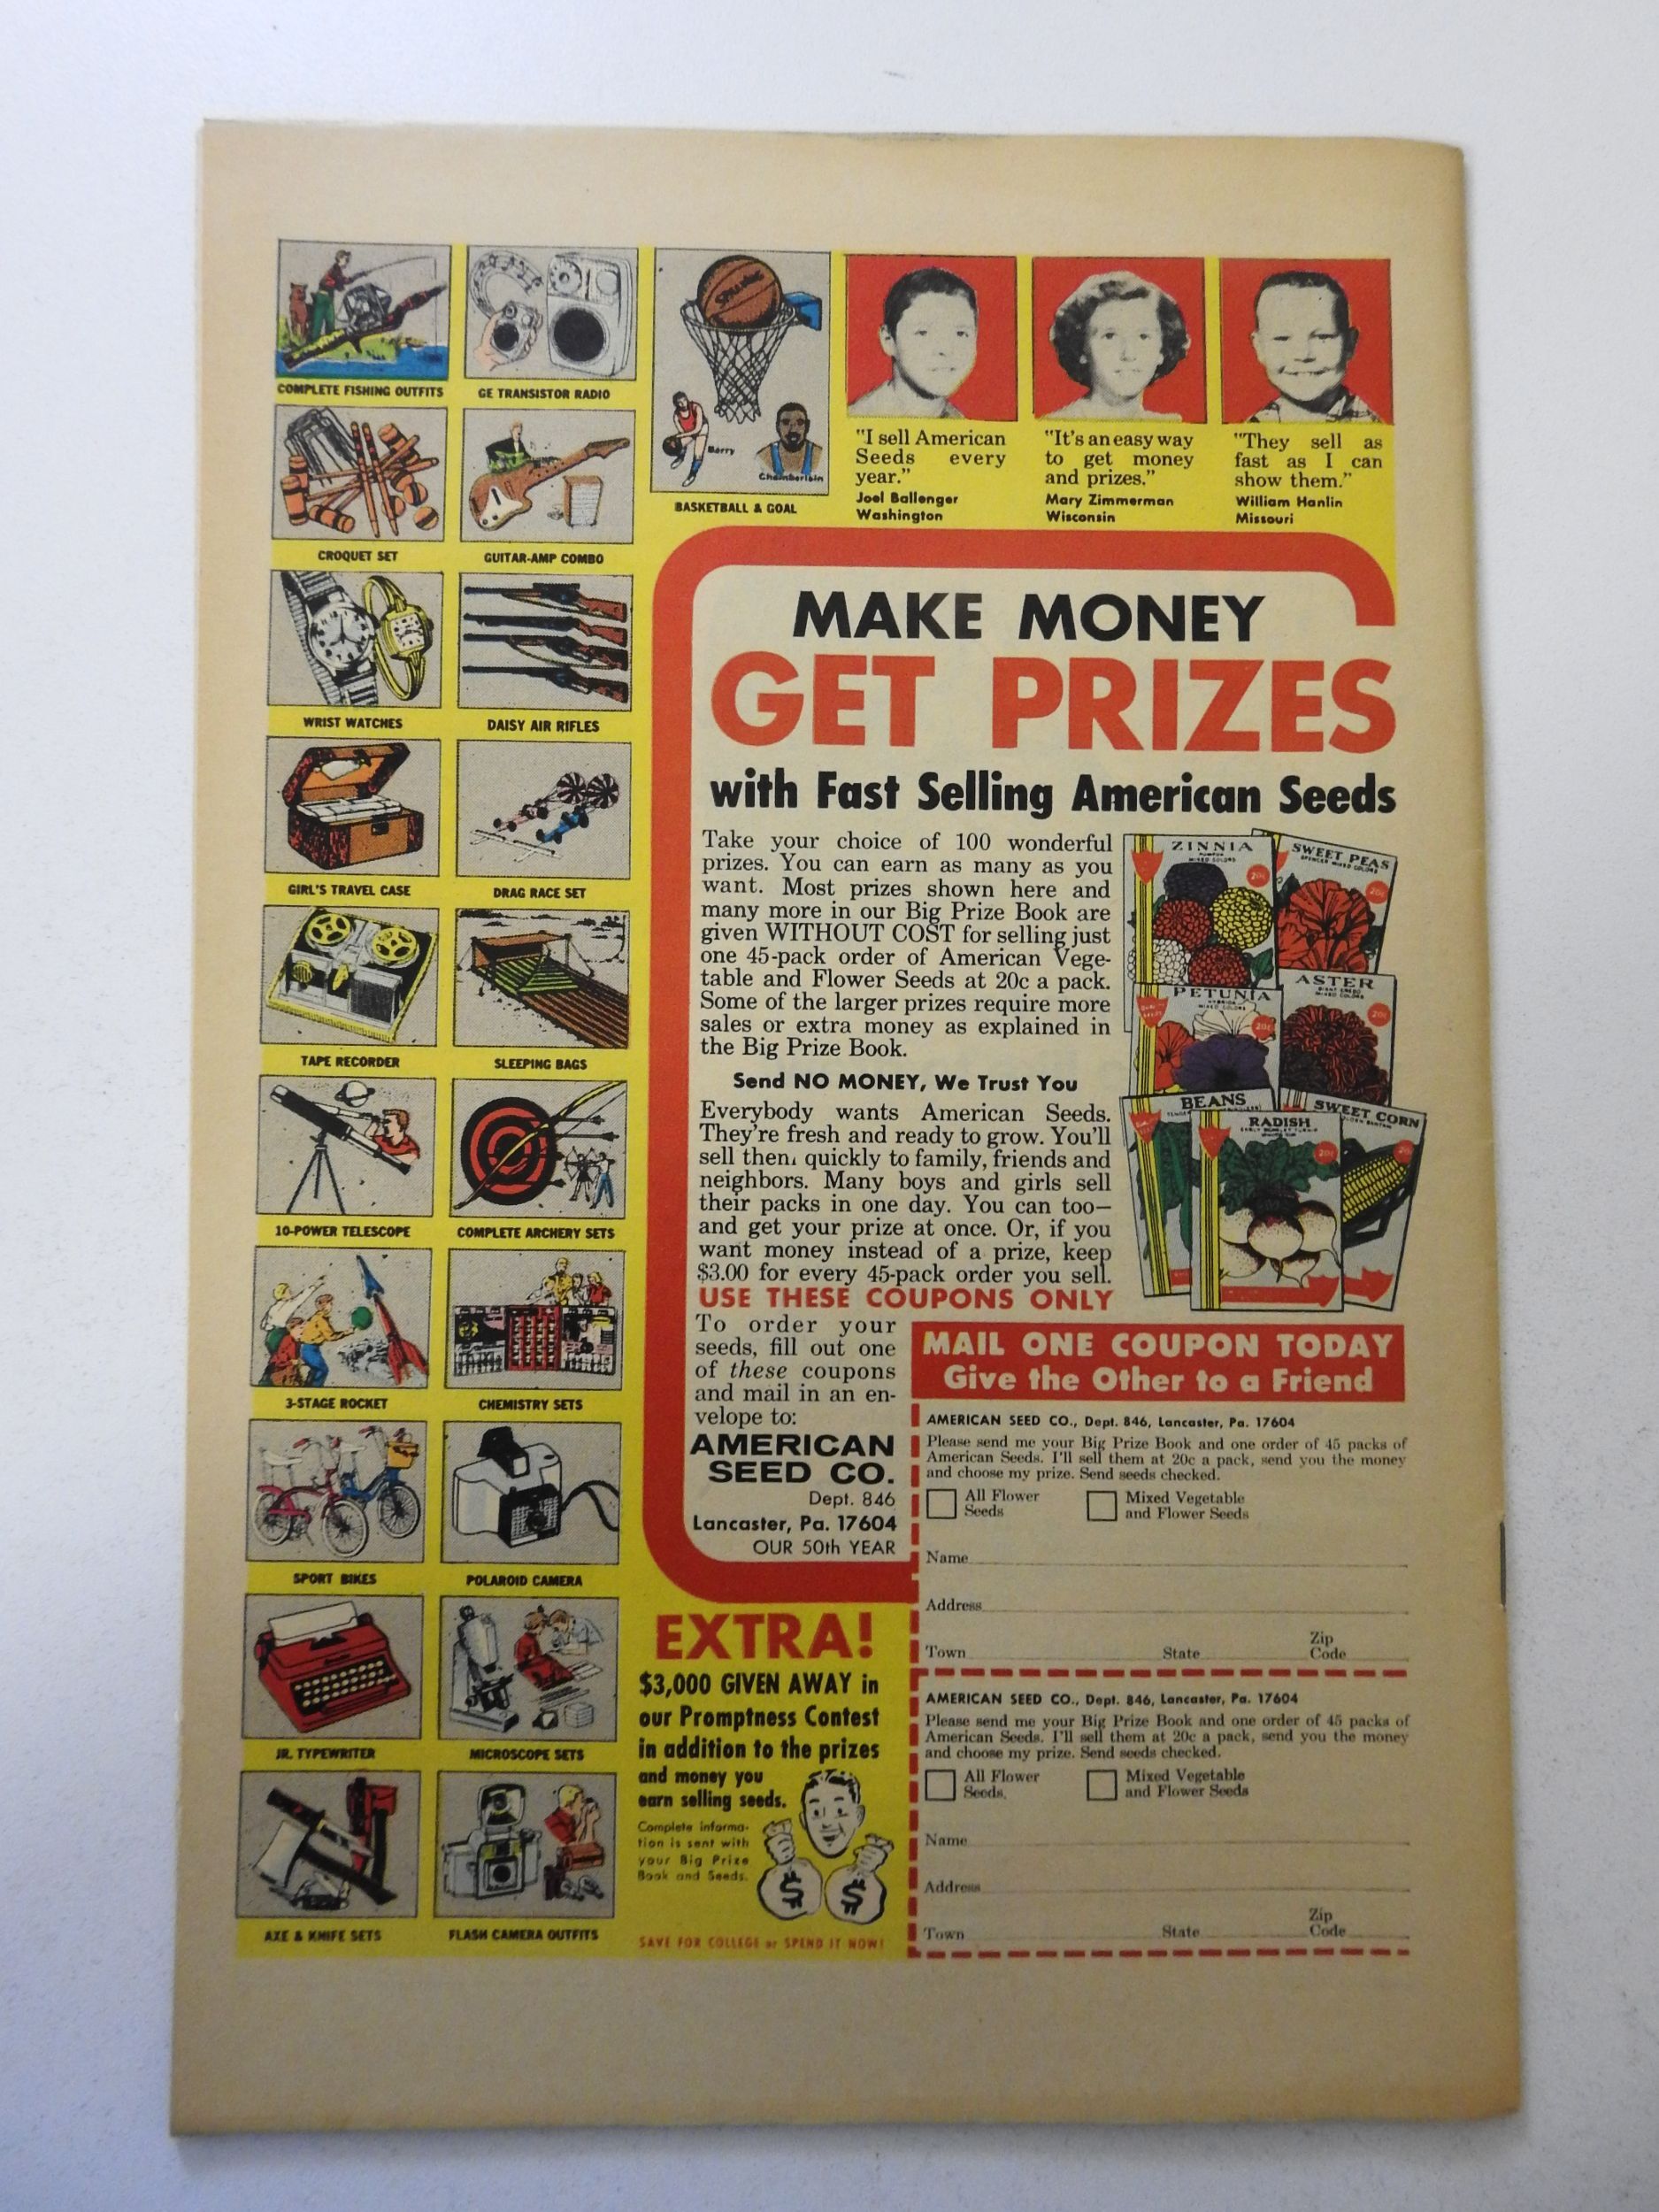 COMPLETE FISHING OUTFITS
GE TRANSISTOR RADIO
SPALDING
Barry
Chamberlain
BASKETBALL & GOAL
CROQUET SET
GUITAR-AMP COMBO
WRIST WATCHES
DAISY AIR RIFLES
GIRL'S TRAVEL CASE
DRAG RACE SET
TAPE RECORDER
SLEEPING BAGS
10-POWER TELESCOPE
COMPLETE ARCHERY SETS
3-STAGE ROCKET
CHEMISTRY SETS
SPORT BIKES
POLAROID CAMERA
JR. TYPEWRITER
MICROSCOPE SETS
AXE & KNIFE SETS
FLASH CAMERA OUTFITS
"I sell American
Seeds every
year."
Joel Ballenger
Washington
"It's an easy way
to get money
and prizes."
Mary Zimmerman
Wisconsin
"They sell as
fast as I can
show them."
William Hanlin
Missouri
MAKE MONEY
GET PRIZES
with Fast Selling American Seeds
Take your choice of 100 wonderful
prizes. You can earn as many as you
want. Most prizes shown here and
many more in our Big Prize Book are
given WITHOUT COST for selling just
one 45-pack order of American Vege-
table and Flower Seeds at 20c a pack.
Some of the larger prizes require more
sales or extra money as explained in
the Big Prize Book.
Send NO MONEY, We Trust You
Everybody wants American Seeds.
They're fresh and ready to grow. You'll
sell them quickly to family, friends and
neighbors. Many boys and girls sell
their packs in one day. You can too—
and get your prize at once. Or, if you
want money instead of a prize, keep
$3.00 for every 45-pack order you sell.
USE THESE COUPONS ONLY
ZINNIA
MIXED COLORS
20¢
SWEET PEAS
SPENCER MIXED COLORS
20¢
PETUNIA
MIXED COLORS
20¢
ASTER
MIXED COLORS
20¢
BEANS
RADISH
20¢
SWEET CORN
20¢
To order your
seeds, fill out one
of these coupons
and mail in an en-
velope to:
AMERICAN
SEED CO.
Dept. 846
Lancaster, Pa. 17604
OUR 50th YEAR
MAIL ONE COUPON TODAY
Give the Other to a Friend
AMERICAN SEED CO., Dept. 846, Lancaster, Pa. 17604
Please send me your Big Prize Book and one order of 45 packs of
American Seeds. I'll sell them at 20c a pack, send you the money
and choose my prize. Send seeds checked.
All Flower
Seeds
Mixed Vegetable
and Flower Seeds
Name
Address
Town State Zip Code
AMERICAN SEED CO., Dept. 846, Lancaster, Pa. 17604
Please send me your Big Prize Book and one order of 45 packs of
American Seeds. I'll sell them at 20c a pack, send you the money
and choose my prize. Send seeds checked.
All Flower
Seeds.
Mixed Vegetable
and Flower Seeds
Name
Address
Town State Zip Code
EXTRA!
$3,000 GIVEN AWAY in
our Promptness Contest
in addition to the prizes
and money you
earn selling seeds.
Complete informa-
tion is sent with
your Big Prize
Book and Seeds.
$ $
SAVE FOR COLLEGE or SPEND IT NOW!